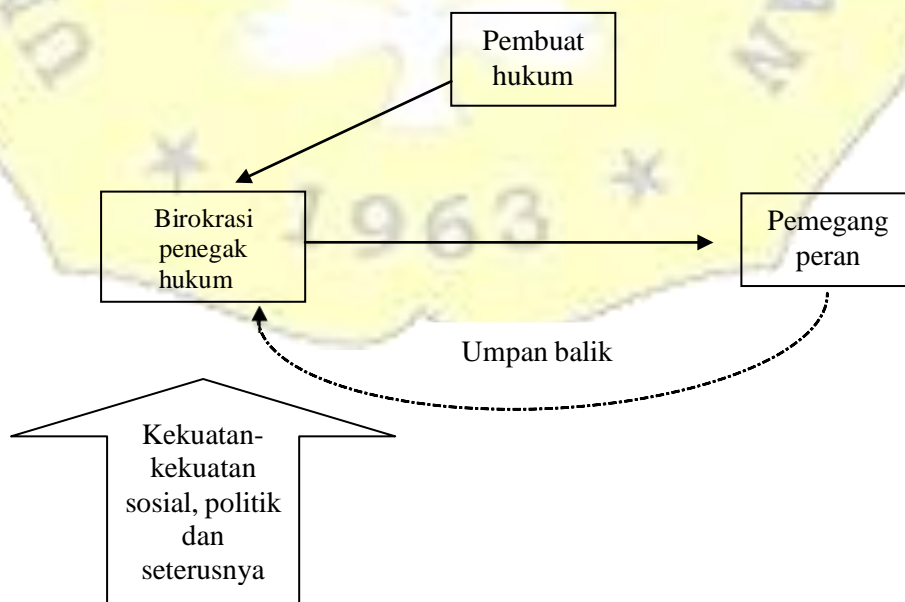 Pembuat
hukum
Birokrasi
penegak
hukum
1963
Pemegang
peran
Umpan balik
Kekuatan-
kekuatan
sosial, politik
dan
seterusnya